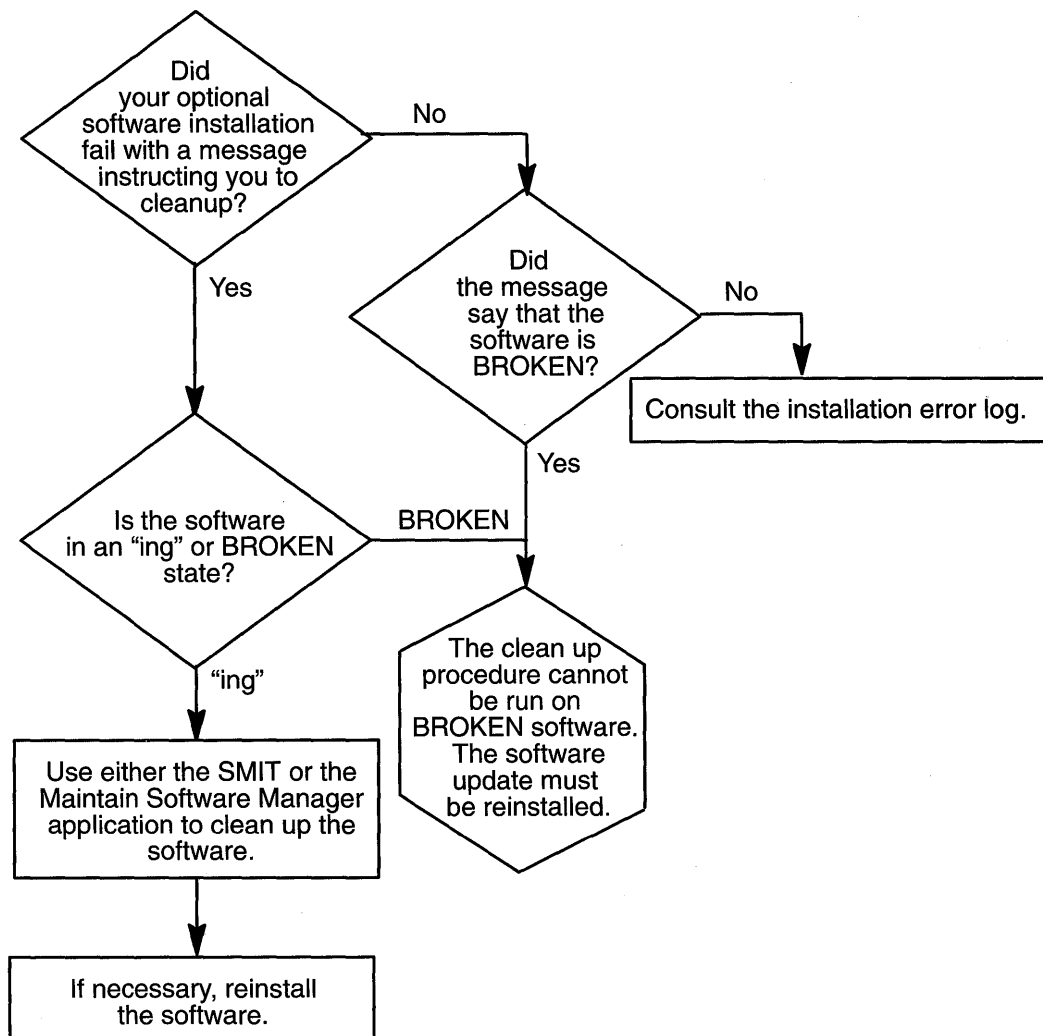 Did
your optional
software installation
fail with a message
instructing you to
cleanup?
No
Yes
Did
the message
say that the
software is
BROKEN?
No
Consult the installation error log.
Yes
Is the software
in an “ing” or BROKEN
state?
BROKEN
“ing”
The clean up
procedure cannot
be run on
BROKEN software.
The software
update must
be reinstalled.
Use either the SMIT or the
Maintain Software Manager
application to clean up the
software.
If necessary, reinstall
the software.